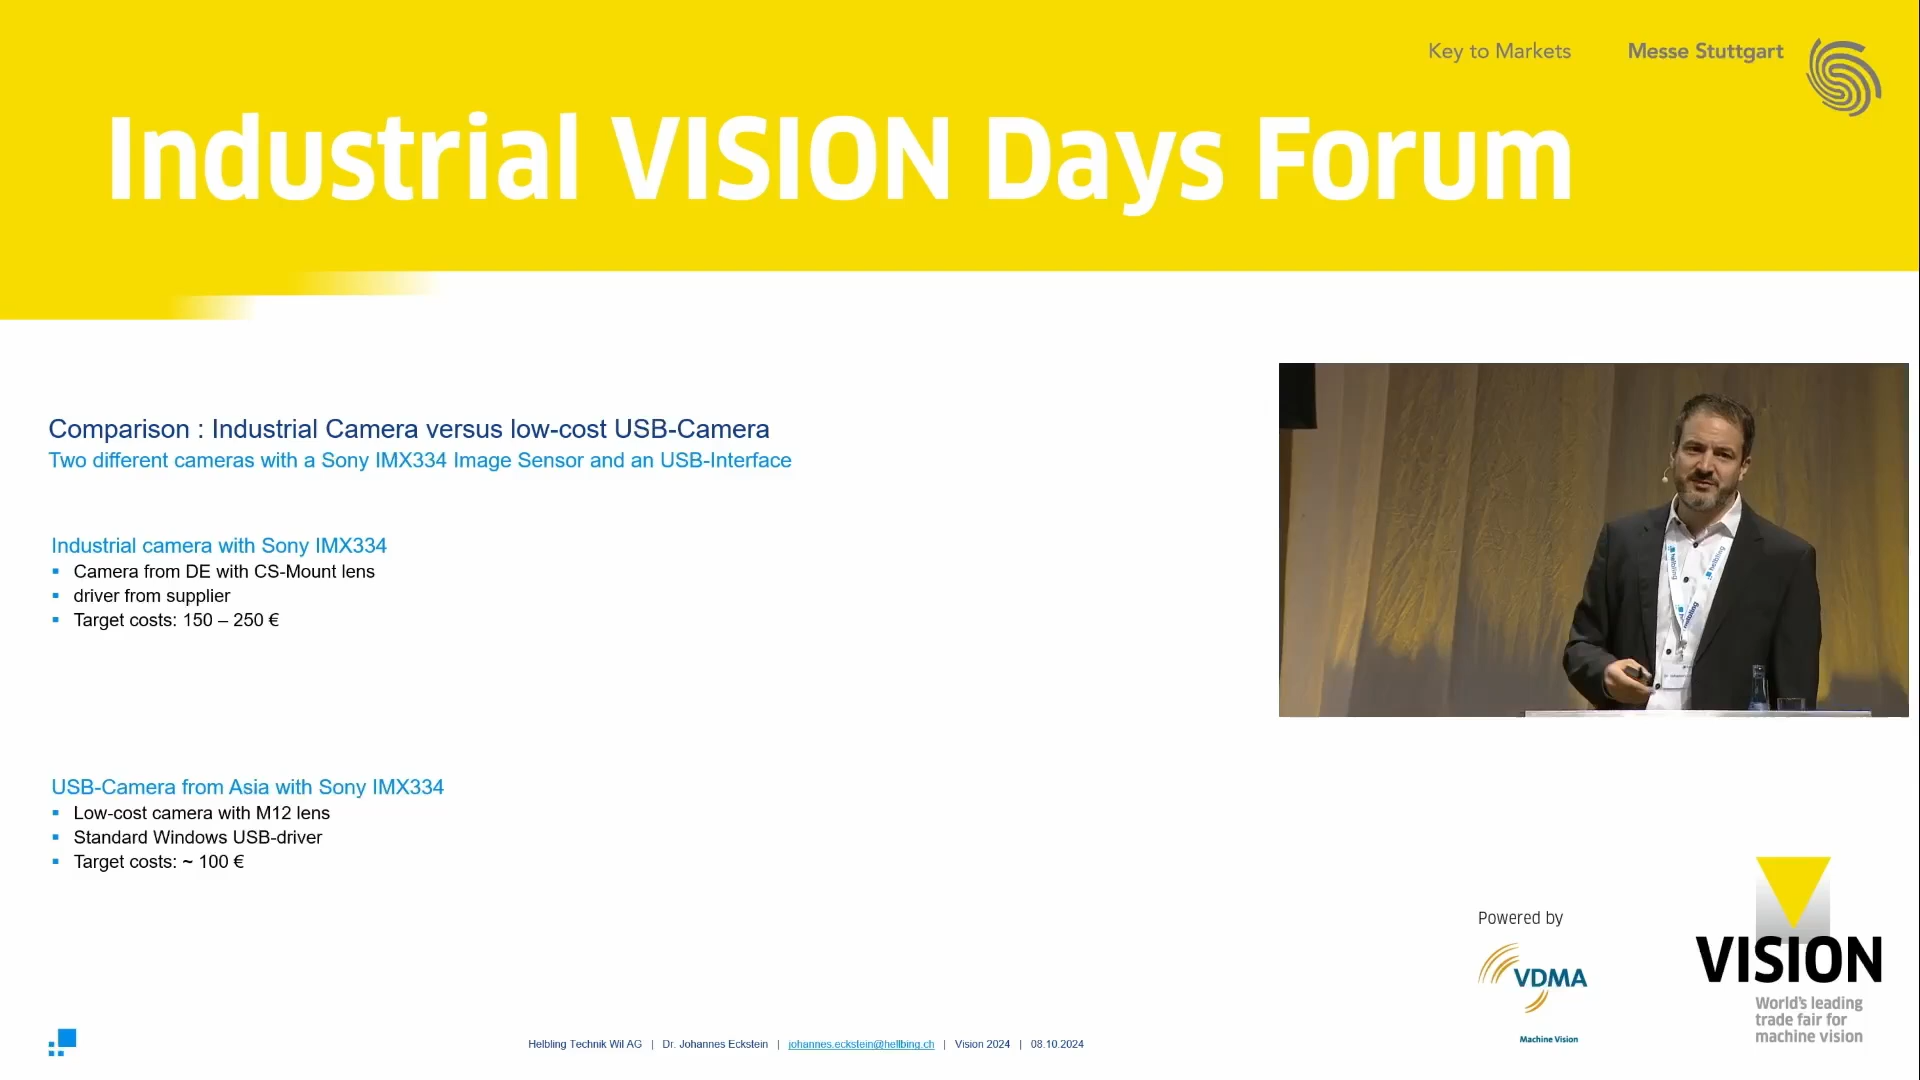 Key to Markets
Messe Stuttgart
Industrial VISION Days Forum
Comparison : Industrial Camera versus low-cost USB-Camera
Two different cameras with a Sony IMX334 Image Sensor and an USB-Interface
Industrial camera with Sony IMX334
Camera from DE with CS-Mount lens
driver from supplier
Target costs: 150 – 250 €
USB-Camera from Asia with Sony IMX334
Low-cost camera with M12 lens
Standard Windows USB-driver
Target costs: ~ 100 €
helbling
helbling
helbling
Powered by
VDMA
Machine Vision
VISION
World's leading
trade fair for
machine vision
Helbling Technik Wil AG | Dr. Johannes Eckstein | johannes.eckstein@hellbing.ch | Vision 2024 | 08.10.2024